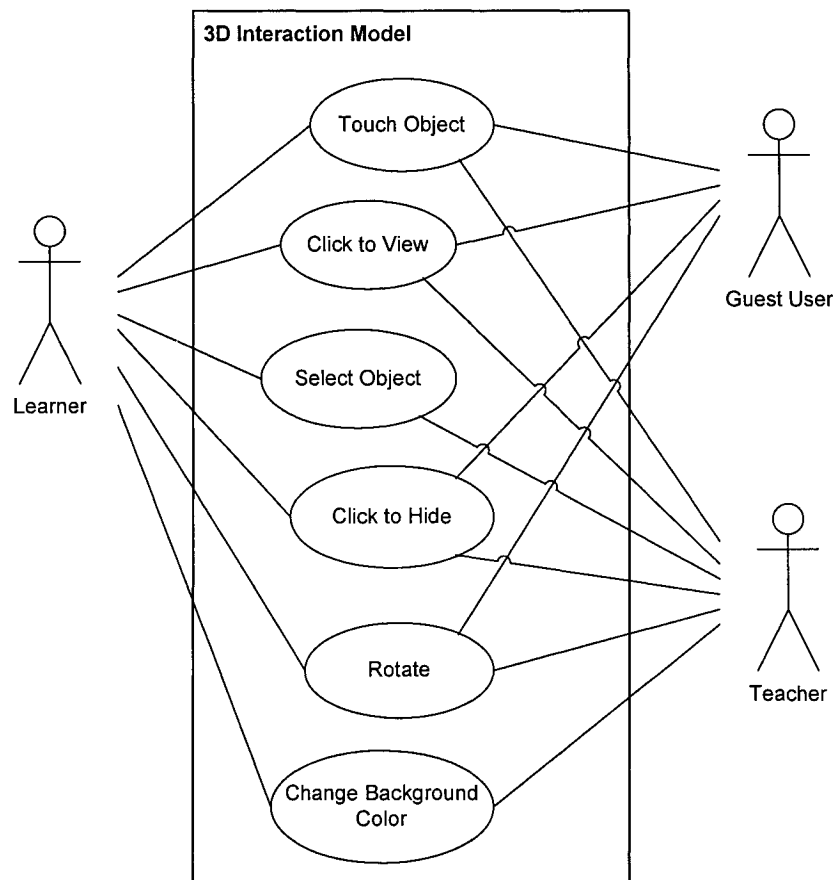 3D Interaction Model
Touch Object
Click to View
Guest User
Select Object
Learner
Click to Hide
Rotate
Teacher
Change Background
Color